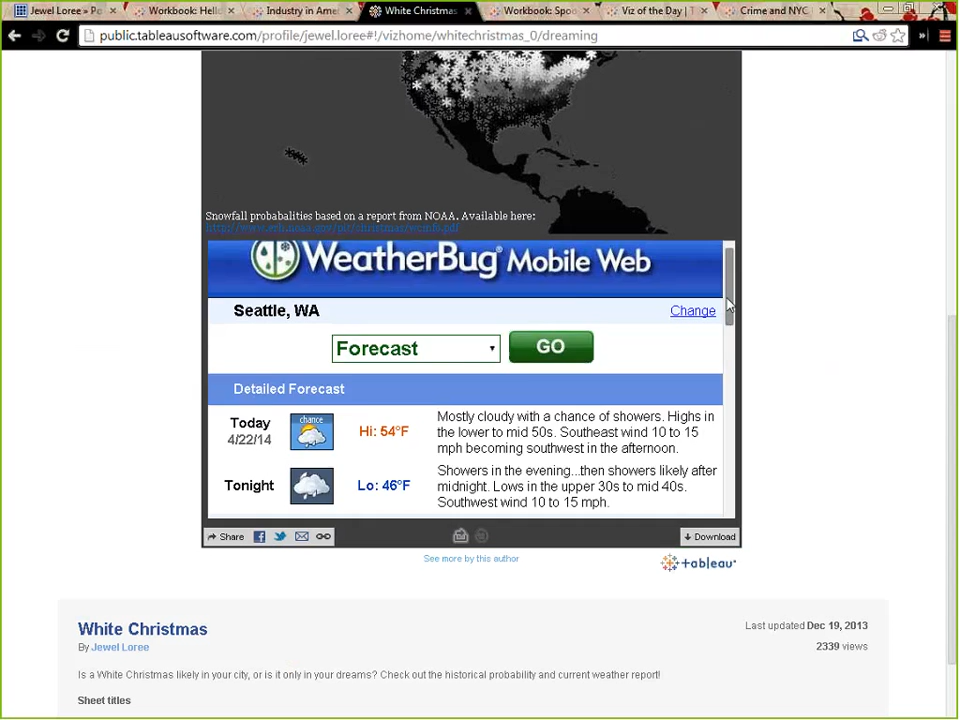 Jewel Loree » Po
Workbook: Hell
Industry in Ame
White Christmas
Workbook: Spo
Viz of the Day | T
Crime and NYC
public.tableausoftware.com/profile/jewel.loree#!/vizhome/whitechristmas_0/dreaming
Snowfall probabalities based on a report from NOAA. Available here:
WeatherBug® Mobile Web
Seattle, WA
Change
Forecast
GO
Detailed Forecast
Today
4/22/14
chance
Hi: 54°F
Mostly cloudy with a chance of showers. Highs in
the lower to mid 50s. Southeast wind 10 to 15
mph becoming southwest in the afternoon.
Tonight
Lo: 46°F
Showers in the evening...then showers likely after
midnight. Lows in the upper 30s to mid 40s.
Southwest wind 10 to 15 mph.
Share
Download
See more by this author
+tableau
White Christmas
Last updated Dec 19, 2013
By Jewel Loree
2339 views
Is a White Christmas likely in your city, or is it only in your dreams? Check out the historical probability and current weather report!
Sheet titles